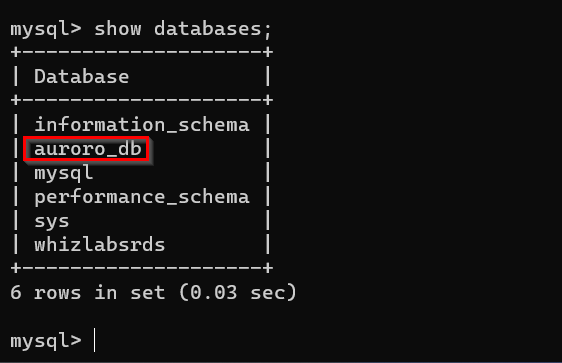 mysql> show databases;
+--------------------+
| Database           |
+--------------------+
| information_schema |
| auroro_db          |
| mysql              |
| performance_schema |
| sys                |
| whizlabsrds        |
+--------------------+
6 rows in set (0.03 sec)
mysql>